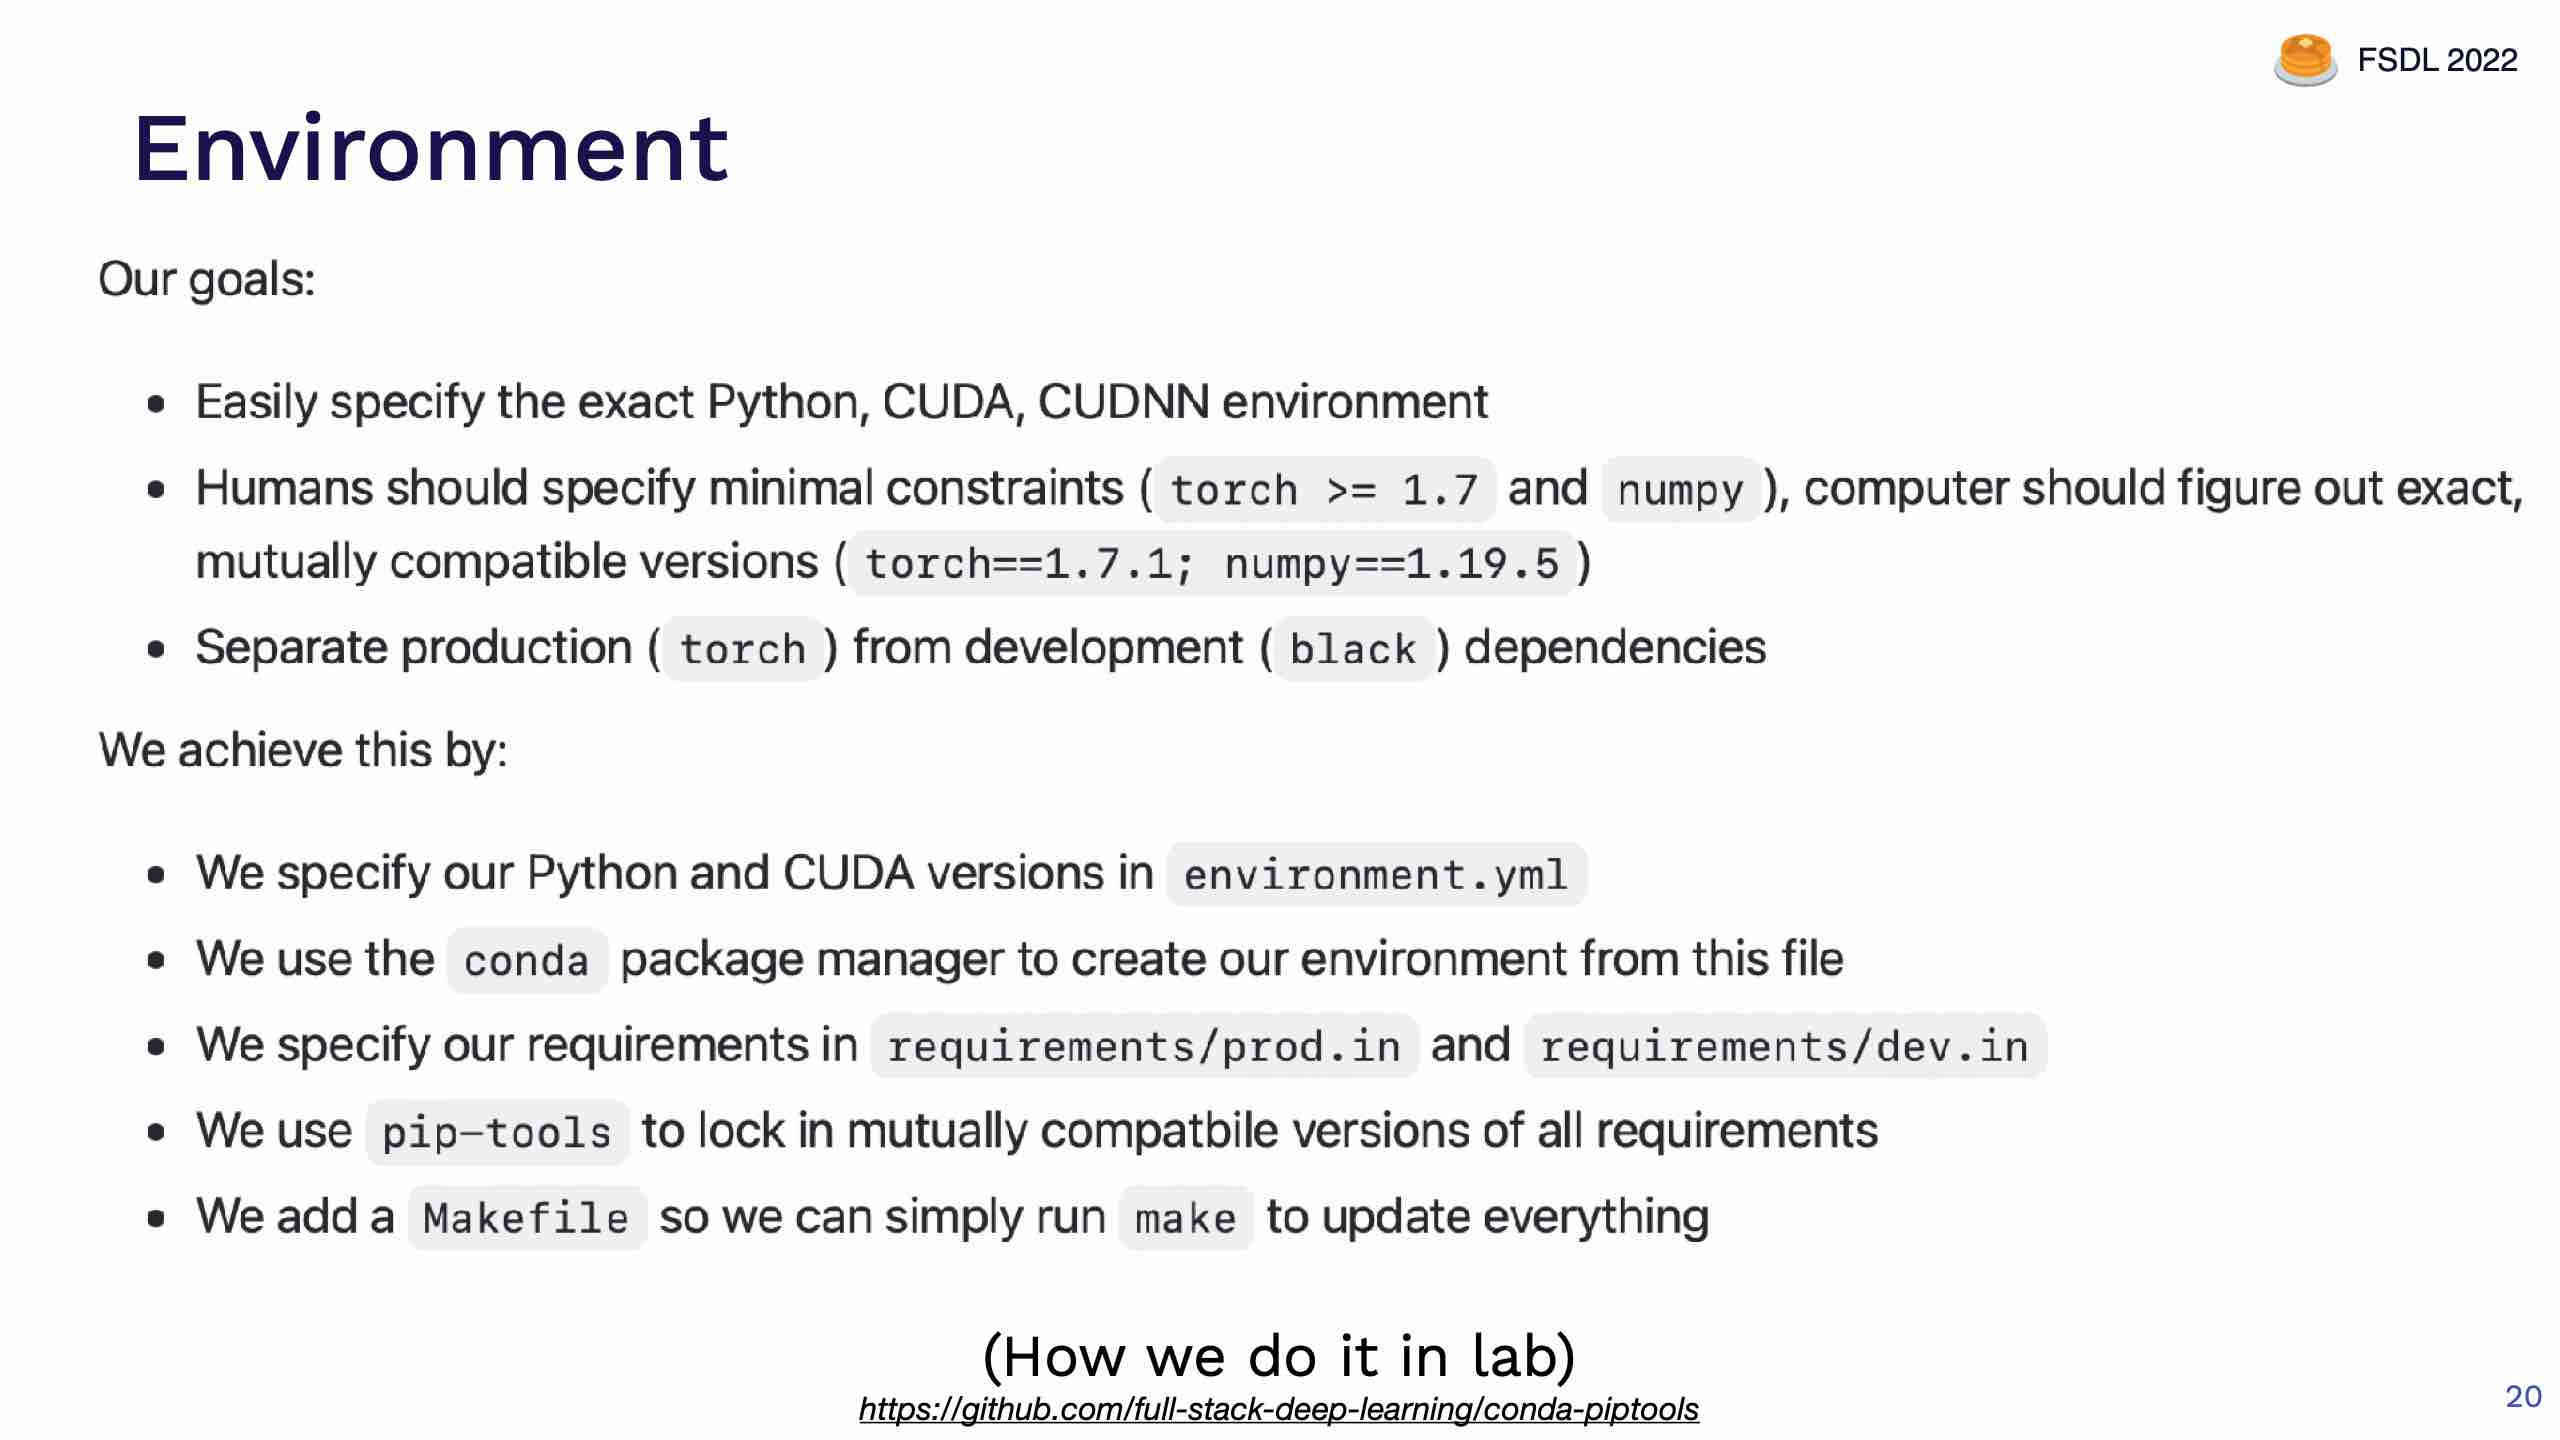 FSDL 2022
Environment
Our goals:
• Easily specify the exact Python, CUDA, CUDNN environment
• Humans should specify minimal constraints ( torch >= 1.7 and numpy ), computer should figure out exact,
mutually compatible versions ( torch==1.7.1; numpy==1.19.5 )
• Separate production ( torch ) from development ( black ) dependencies
We achieve this by:
• We specify our Python and CUDA versions in environment.yml
• We use the conda package manager to create our environment from this file
• We specify our requirements in requirements/prod.in and requirements/dev.in
• We use pip-tools to lock in mutually compatbile versions of all requirements
• We add a Makefile so we can simply run make to update everything
(How we do it in lab)
https://github.com/full-stack-deep-learning/conda-piptools
20